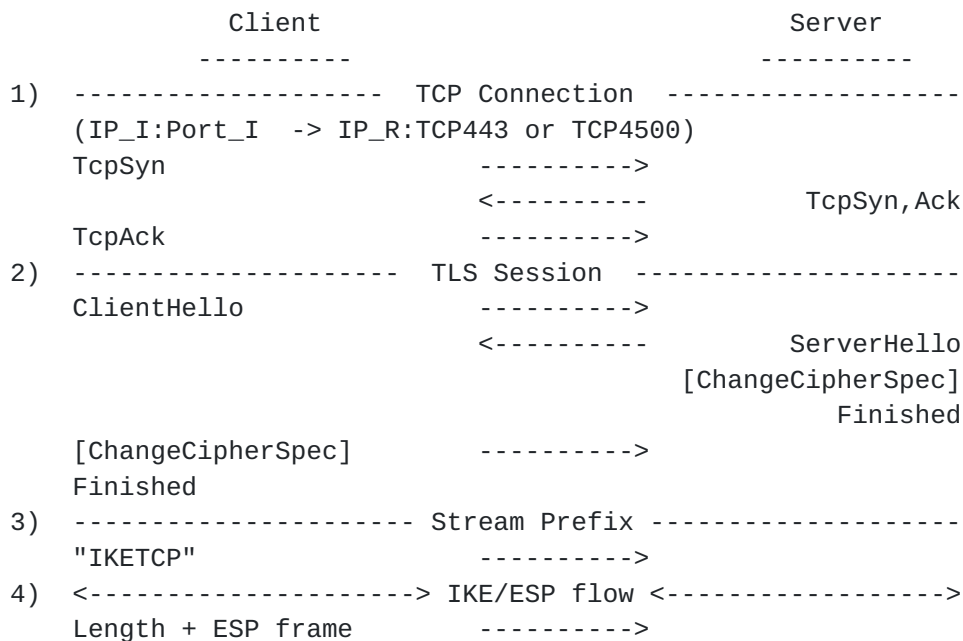 Client                              Server
          ----------                          ----------
1)  --------------------  TCP Connection  -------------------
    (IP_I:Port_I  -> IP_R:TCP443 or TCP4500)
    TcpSyn                    ---------->
                              <----------          TcpSyn,Ack
    TcpAck                    ---------->
2)  ---------------------  TLS Session  ---------------------
    ClientHello               ---------->
                              <----------         ServerHello
                                           [ChangeCipherSpec]
                                                     Finished
    [ChangeCipherSpec]        ---------->
    Finished
3)  ---------------------- Stream Prefix --------------------
    "IKETCP"                  ---------->
4)  <----------------------> IKE/ESP flow <------------------>
    Length + ESP frame        ---------->